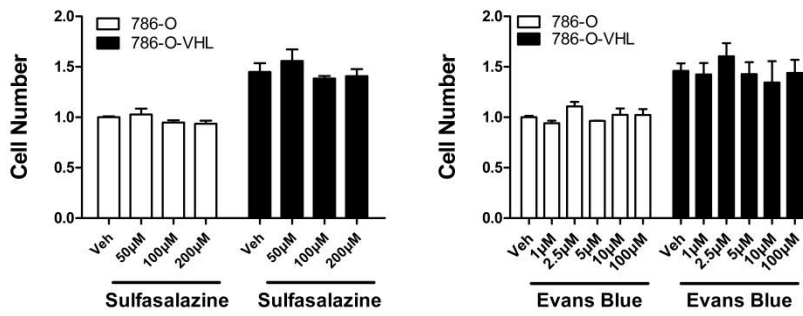 786-O
786-O-VHL
Cell Number
2.0
1.5
1.0
0.5
0.0
Veh
50μM
100μM
200μM
Veh
50μM
100μM
200μM
Sulfasalazine
Sulfasalazine
786-O
786-O-VHL
Cell Number
2.0
1.5
1.0
0.5
0.0
Veh
1μM
2.5μM
5μM
10μM
100μM
Veh
1μM
2.5μM
5μM
10μM
100μM
Evans Blue
Evans Blue